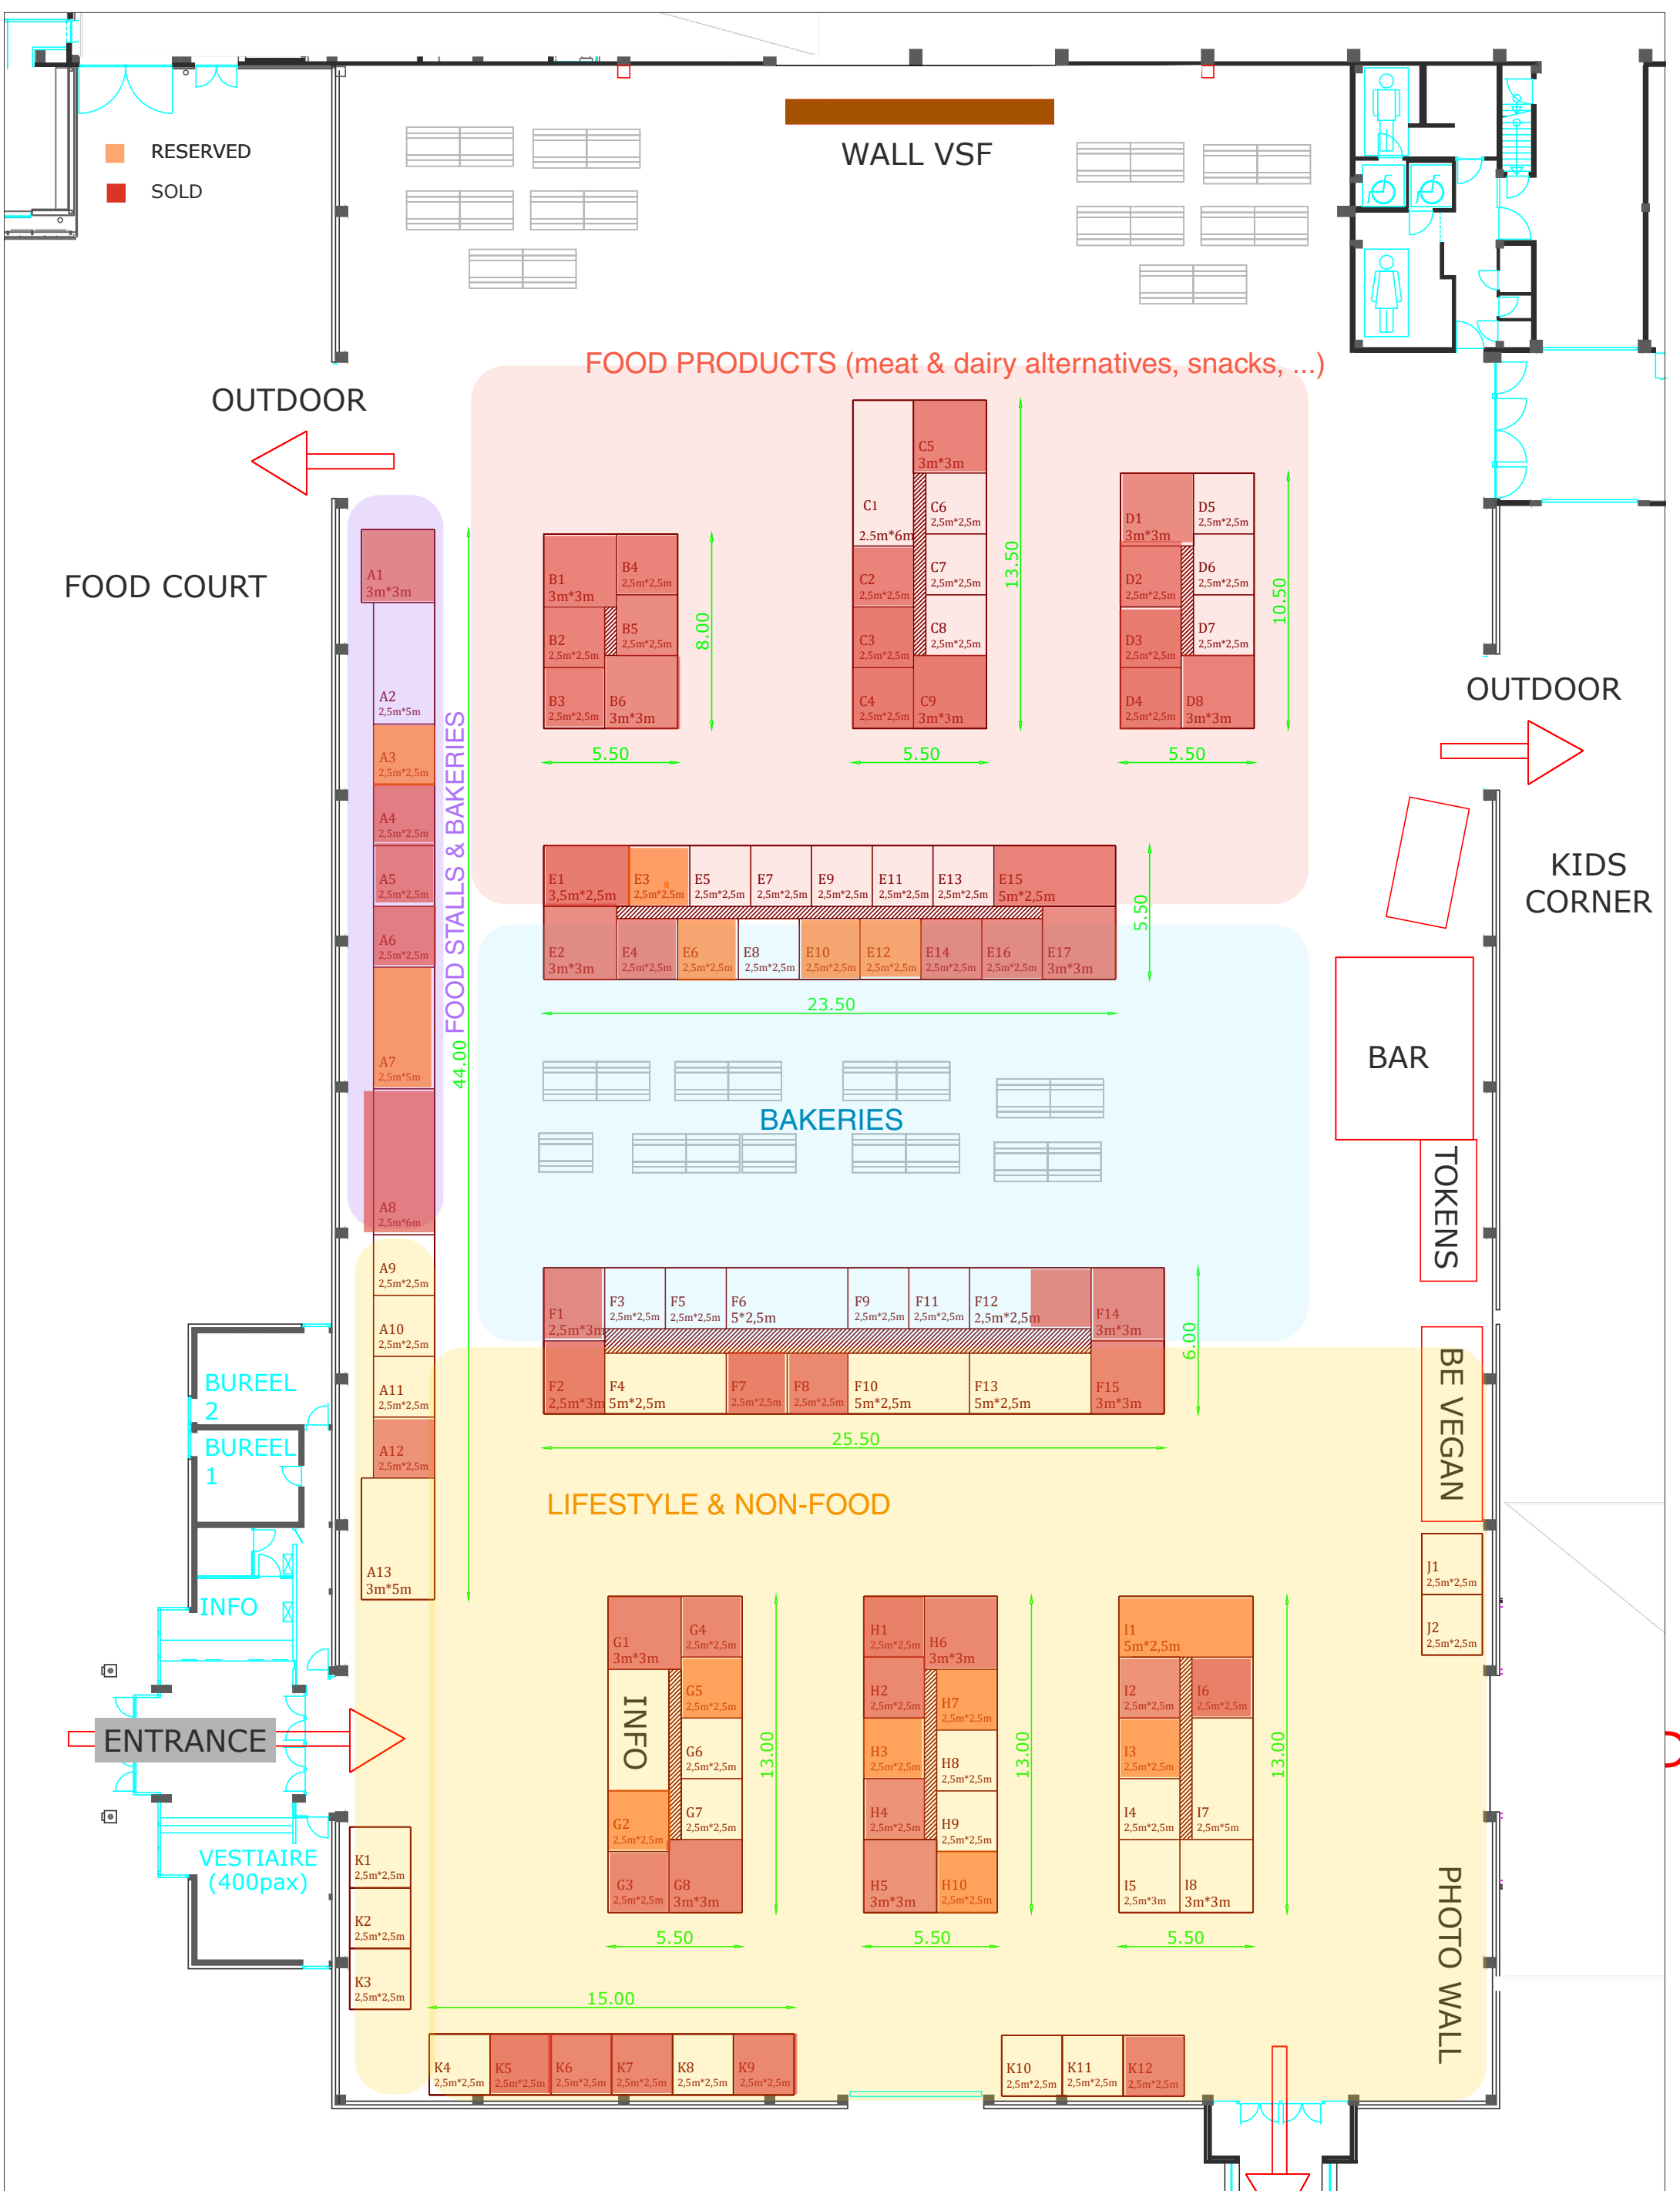 RESERVED
SOLD
WALL VSF
FOOD PRODUCTS (meat & dairy alternatives, snacks, ...)
OUTDOOR
FOOD COURT
FOOD STALLS & BAKERIES
44.00
A1
3m*3m
A2
2,5m*5m
A3
2,5m*2,5m
A4
2,5m*2,5m
A5
2,5m*2,5m
A6
2,5m*2,5m
A7
2,5m*5m
A8
2,5m*6m
A9
2,5m*2,5m
A10
2,5m*2,5m
A11
2,5m*2,5m
A12
2,5m*2,5m
A13
3m*5m
B1
3m*3m
B2
2,5m*2,5m
B3
2,5m*2,5m
B4
2,5m*2,5m
B5
2,5m*2,5m
B6
3m*3m
8.00
5.50
C1
2.5m*6m
C2
2,5m*2,5m
C3
2,5m*2,5m
C4
2,5m*2,5m
C5
3m*3m
C6
2,5m*2,5m
C7
2,5m*2,5m
C8
2,5m*2,5m
C9
3m*3m
13.50
5.50
D1
3m*3m
D2
2,5m*2,5m
D3
2,5m*2,5m
D4
2,5m*2,5m
D5
2,5m*2,5m
D6
2,5m*2,5m
D7
2,5m*2,5m
D8
3m*3m
10.50
5.50
OUTDOOR
KIDS
CORNER
E1
3,5m*2,5m
E3
2,5m*2,5m
E5
2,5m*2,5m
E7
2,5m*2,5m
E9
2,5m*2,5m
E11
2,5m*2,5m
E13
2,5m*2,5m
E15
5m*2,5m
E2
3m*3m
E4
2,5m*2,5m
E6
2,5m*2,5m
E8
2,5m*2,5m
E10
2,5m*2,5m
E12
2,5m*2,5m
E14
2,5m*2,5m
E16
2,5m*2,5m
E17
3m*3m
5.50
23.50
BAR
TOKENS
BAKERIES
F1
2,5m*3m
F3
2,5m*2,5m
F5
2,5m*2,5m
F6
5*2,5m
F9
2,5m*2,5m
F11
2,5m*2,5m
F12
2,5m*2,5m
F14
3m*3m
F2
2,5m*3m
F4
5m*2,5m
F7
2,5m*2,5m
F8
2,5m*2,5m
F10
5m*2,5m
F13
5m*2,5m
F15
3m*3m
6.00
25.50
BE VEGAN
BUREEL
2
BUREEL
1
LIFESTYLE & NON-FOOD
INFO
J1
2,5m*2,5m
J2
2,5m*2,5m
ENTRANCE
VESTIAIRE
(400pax)
G1
3m*3m
G4
2,5m*2,5m
INFO
G5
2,5m*2,5m
G6
2,5m*2,5m
G2
2,5m*2,5m
G7
2,5m*2,5m
G3
2,5m*2,5m
G8
3m*3m
13.00
5.50
H1
2,5m*2,5m
H6
3m*3m
H2
2,5m*2,5m
H7
2,5m*2,5m
H3
2,5m*2,5m
H8
2,5m*2,5m
H4
2,5m*2,5m
H9
2,5m*2,5m
H5
3m*3m
H10
2,5m*2,5m
13.00
5.50
I1
5m*2,5m
I2
2,5m*2,5m
I6
2,5m*2,5m
I3
2,5m*2,5m
I4
2,5m*2,5m
I7
2,5m*5m
I5
2,5m*3m
I8
3m*3m
13.00
5.50
PHOTO WALL
K1
2,5m*2,5m
K2
2,5m*2,5m
K3
2,5m*2,5m
15.00
K4
2,5m*2,5m
K5
2,5m*2,5m
K6
2,5m*2,5m
K7
2,5m*2,5m
K8
2,5m*2,5m
K9
2,5m*2,5m
K10
2,5m*2,5m
K11
2,5m*2,5m
K12
2,5m*2,5m